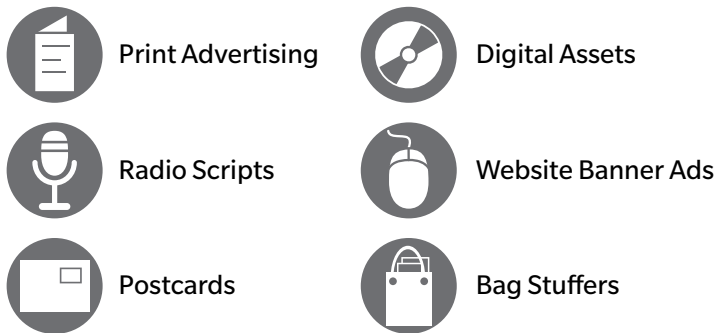 Print Advertising
Digital Assets
Radio Scripts
Website Banner Ads
Postcards
Bag Stuffers